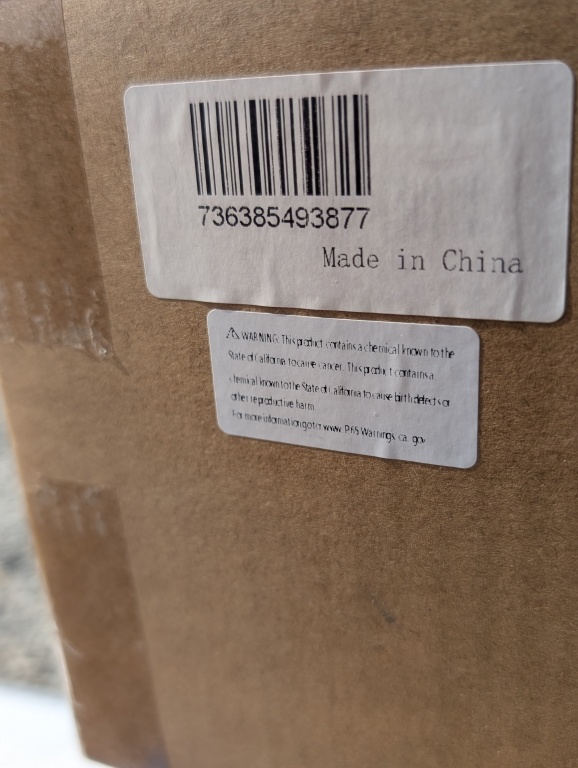 736385493877
Made in China
⚠ WARNING: This product contains a chemical known to the
State of California to cause cancer. This product contains a
chemical known to the State of California to cause birth defects or
other reproductive harm
For more information go to www. P65 Warnings. ca. gov